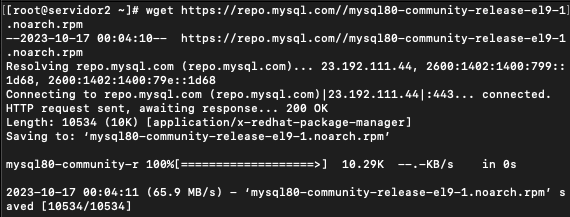 [[root@servidor2 ~]# wget https://repo.mysql.com//mysql80-community-release-el9-1
.noarch.rpm
--2023-10-17 00:04:10--  https://repo.mysql.com//mysql80-community-release-el9-1
.noarch.rpm
Resolving repo.mysql.com (repo.mysql.com)... 23.192.111.44, 2600:1402:1400:799::
1d68, 2600:1402:1400:79e::1d68
Connecting to repo.mysql.com (repo.mysql.com)|23.192.111.44|:443... connected.
HTTP request sent, awaiting response... 200 OK
Length: 10534 (10K) [application/x-redhat-package-manager]
Saving to: ‘mysql80-community-release-el9-1.noarch.rpm’
mysql80-community-r 100%[===================>]  10.29K  --.-KB/s    in 0s
2023-10-17 00:04:11 (65.9 MB/s) - ‘mysql80-community-release-el9-1.noarch.rpm’ s
aved [10534/10534]